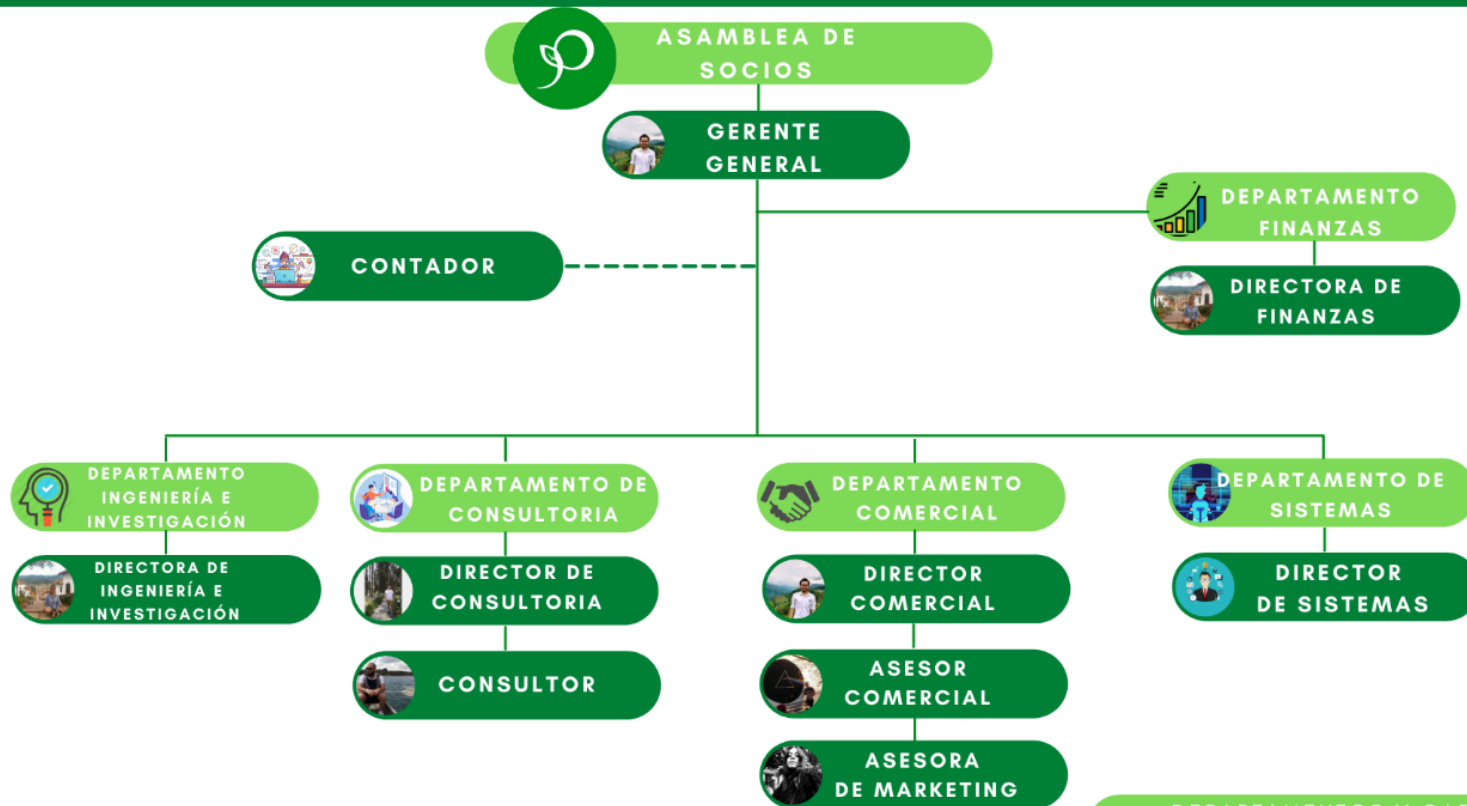 ASAMBLEA DE
SOCIOS
GERENTE
GENERAL
DEPARTAMENTO
FINANZAS
CONTADOR
DIRECTORA DE
FINANZAS
DEPARTAMENTO
INGENIERÍA E
INVESTIGACIÓN
DEPARTAMENTO DE
CONSULTORIA
DEPARTAMENTO
COMERCIAL
DEPARTAMENTO DE
SISTEMAS
DIRECTORA DE
INGENIERÍA E
INVESTIGACIÓN
DIRECTOR DE
CONSULTORIA
DIRECTOR
COMERCIAL
DIRECTOR
DE SISTEMAS
CONSULTOR
ASESOR
COMERCIAL
ASESORA
DE MARKETING